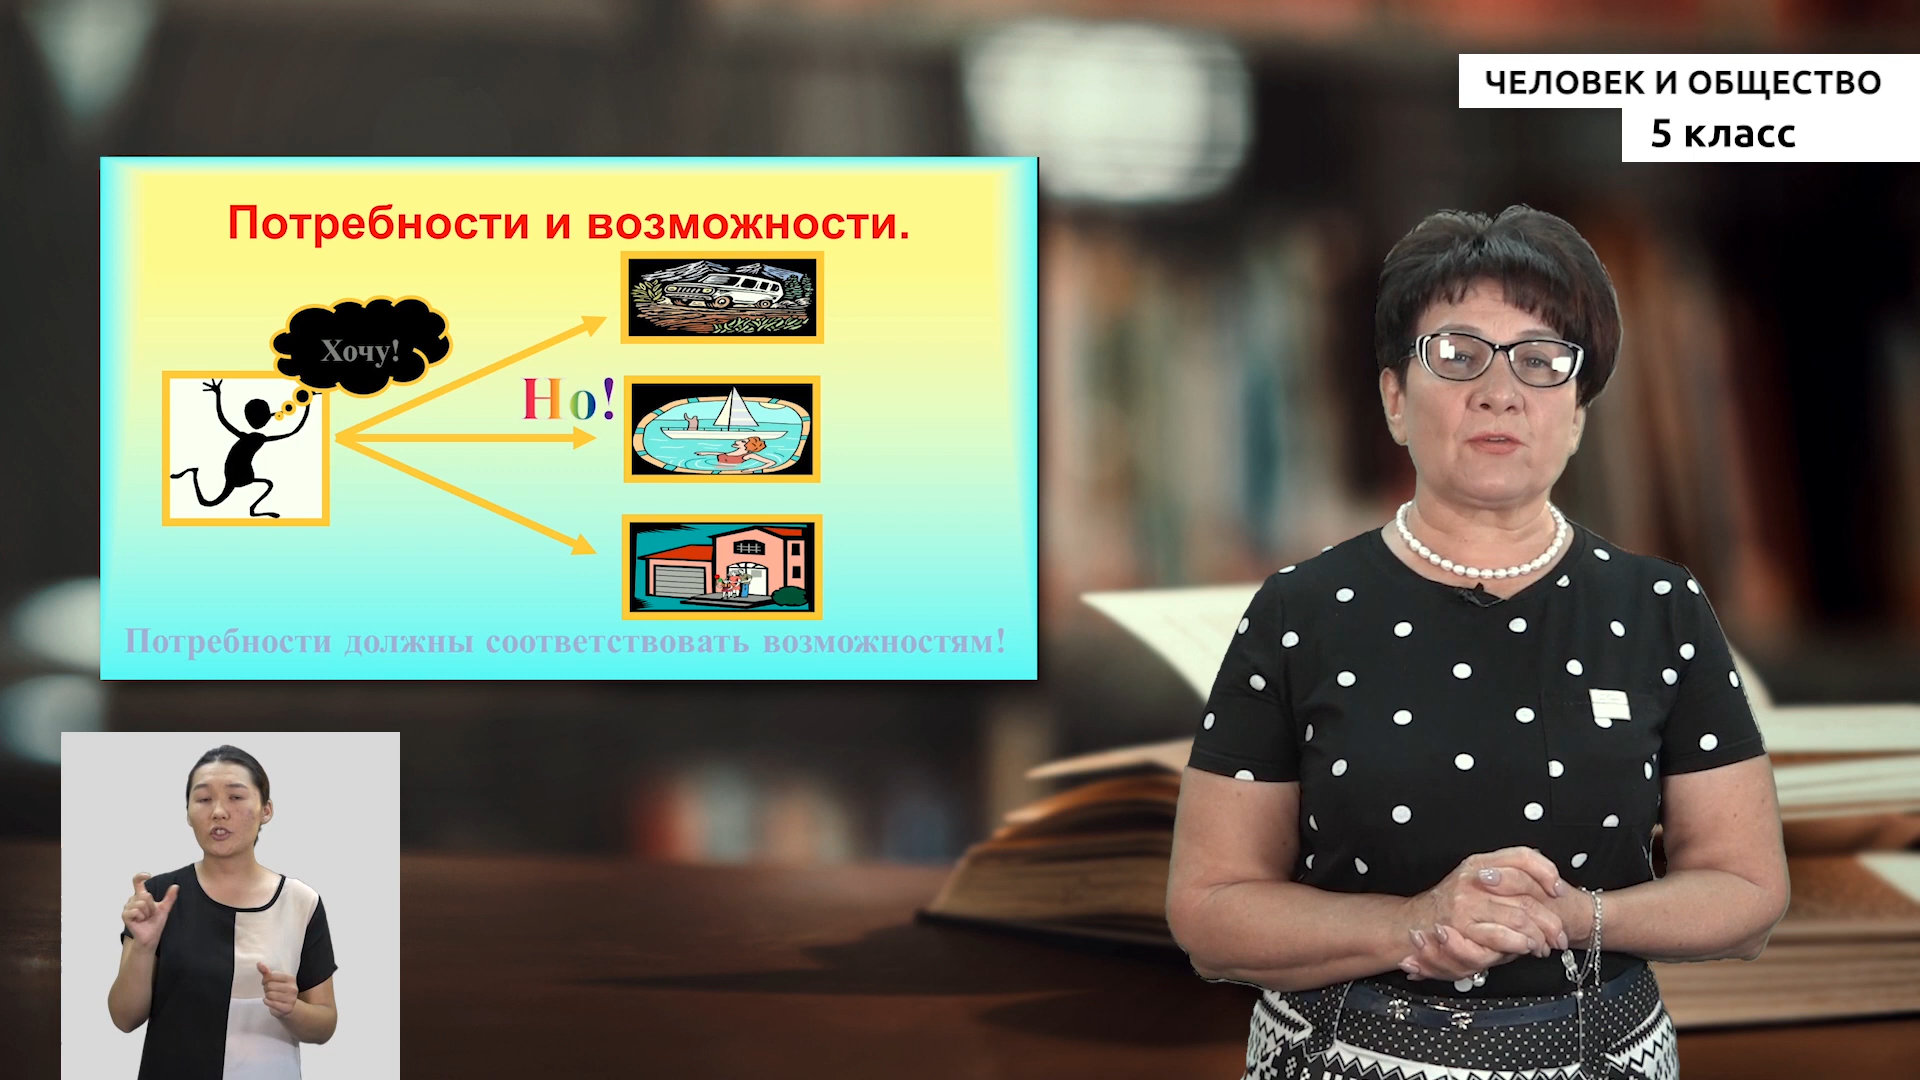 ЧЕЛОВЕК И ОБЩЕСТВО
5 класс
Потребности и возможности.
Хочу!
Но!
Потребности должны соответствовать возможностям!